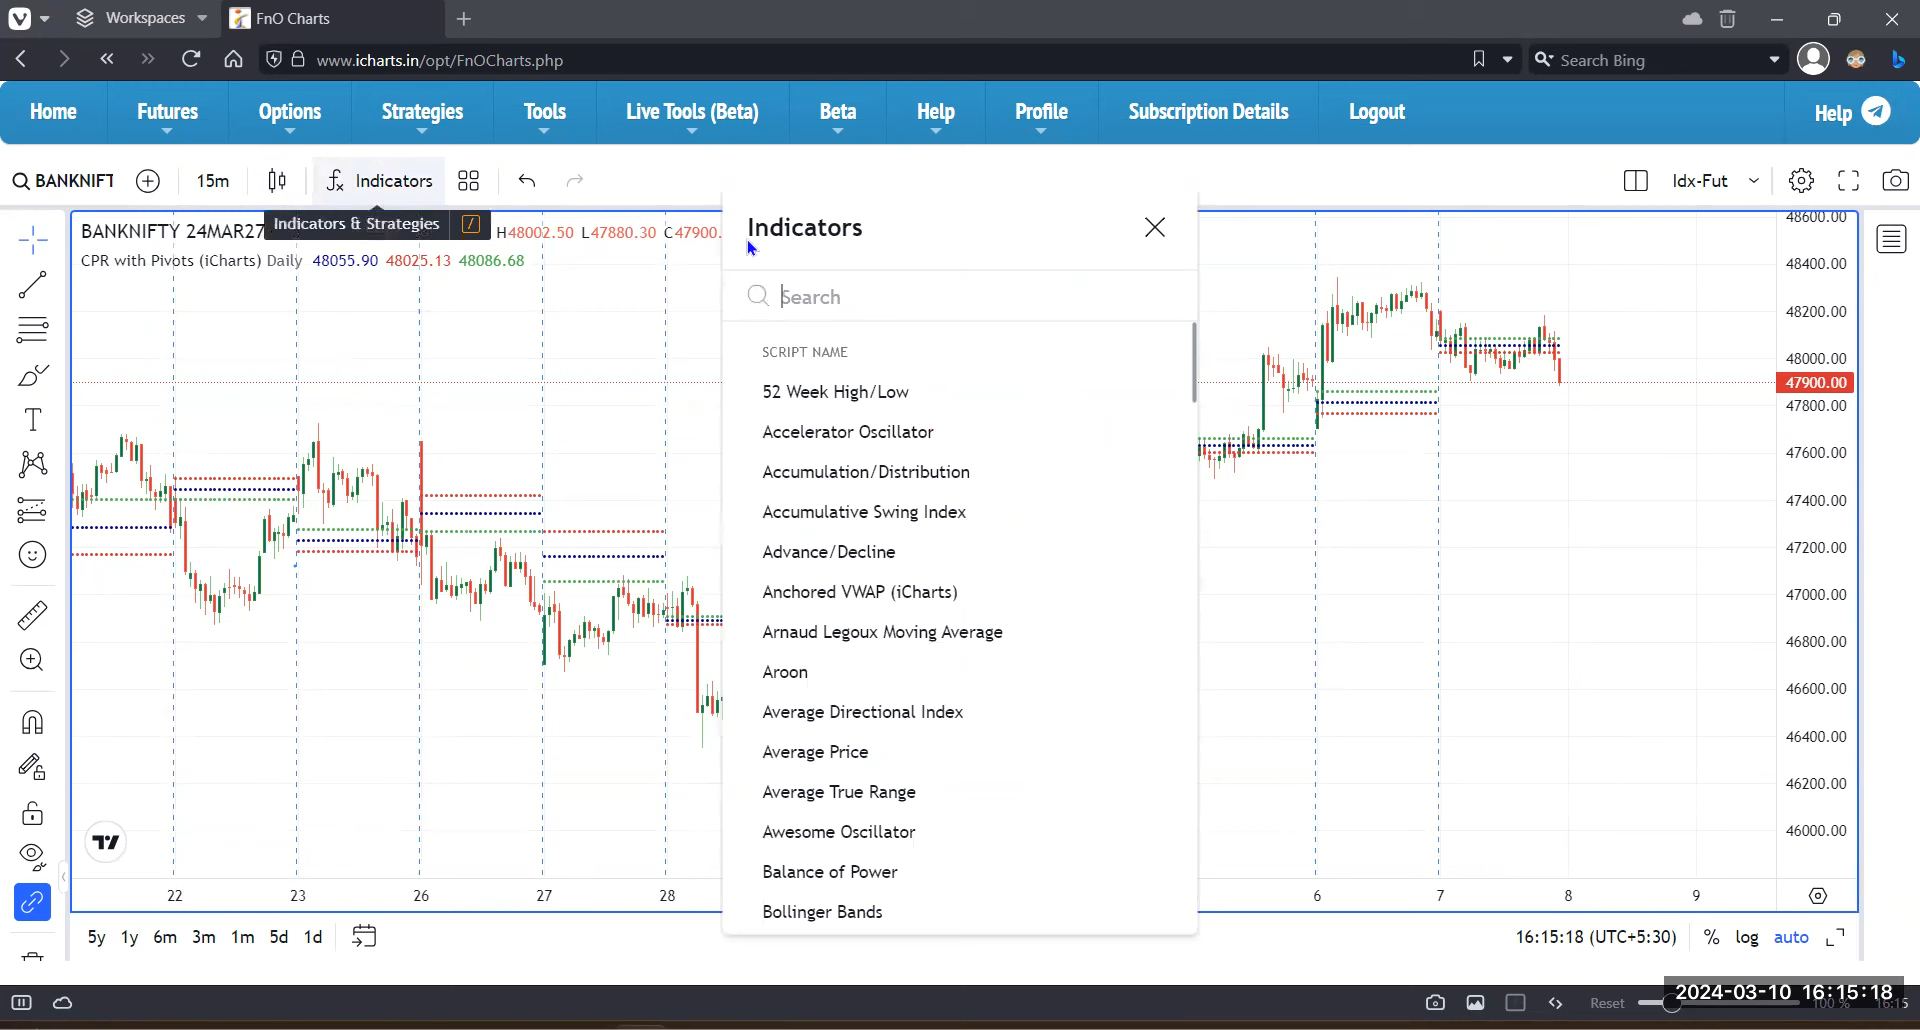 Workspaces
FnO Charts
www.icharts.in/opt/FnOCharts.php
Search Bing
Home
Futures
Options
Strategies
Tools
Live Tools (Beta)
Beta
Help
Profile
Subscription Details
Logout
Help
BANKNIFT
15m
Indicators
Idx-Fut
Indicators & Strategies /
BANKNIFTY 24MAR27 H48002.50 L47880.30 C47900.
CPR with Pivots (iCharts) Daily 48055.90 48025.13 48086.68
Indicators
Search
SCRIPT NAME
52 Week High/Low
Accelerator Oscillator
Accumulation/Distribution
Accumulative Swing Index
Advance/Decline
Anchored VWAP (iCharts)
Arnaud Legoux Moving Average
Aroon
Average Directional Index
Average Price
Average True Range
Awesome Oscillator
Balance of Power
Bollinger Bands
48600.00
48400.00
48200.00
48000.00
47900.00
47800.00
47600.00
47400.00
47200.00
47000.00
46800.00
46600.00
46400.00
46200.00
46000.00
22 23 26 27 28 6 7 8 9
5y 1y 6m 3m 1m 5d 1d
16:15:18 (UTC+5:30) % log auto
Reset
2024-03-10 16:15:18
100 %
16:15